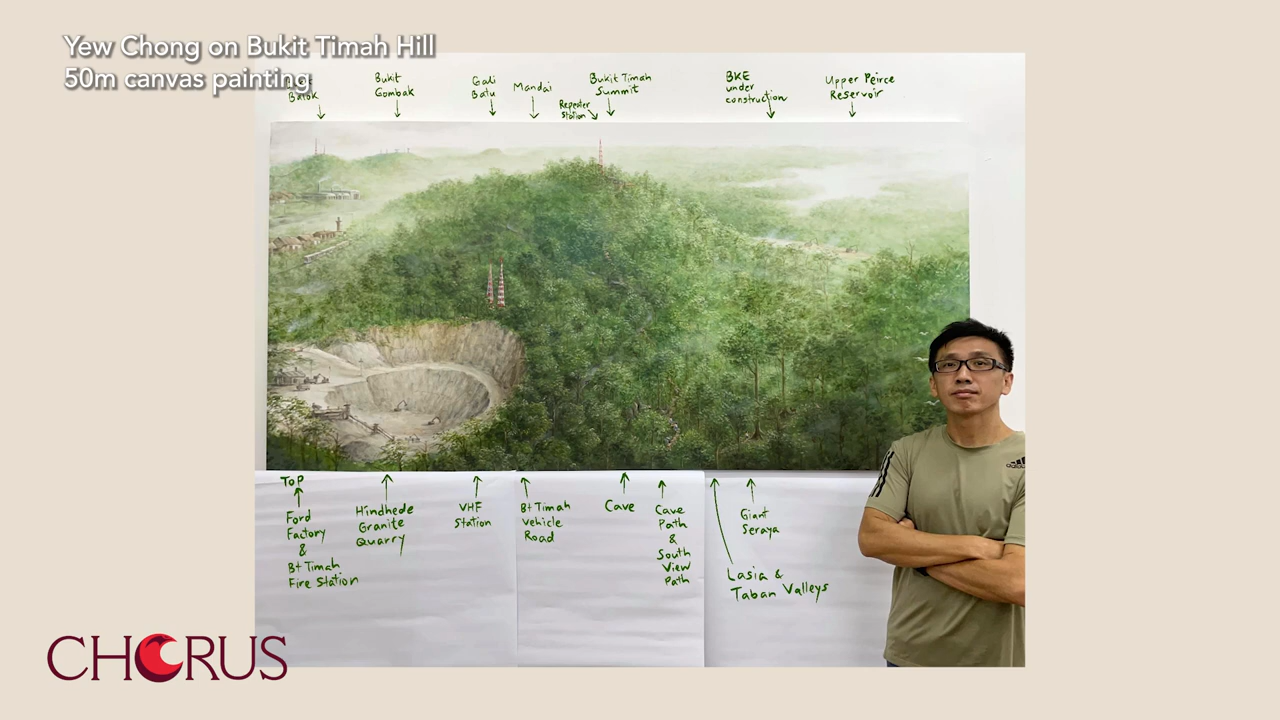 Yew Chong on Bukit Timah Hill
50m canvas painting
Batok
Bukit
Gombak
Gali
Batu
Mandai
Repeater
Station
Bukit Timah
Summit
BKE
under
construction
Upper Peirce
Reservoir
TOP
Ford
Factory
&
Bt Timah
Fire Station
Hindhede
Granite
Quarry
VHF
Station
Bt Timah
Vehicle
Road
Cave
Cave
Path
&
South
View
Path
Lasia &
Taban Valleys
Giant
Seraya
adidas
CHORUS